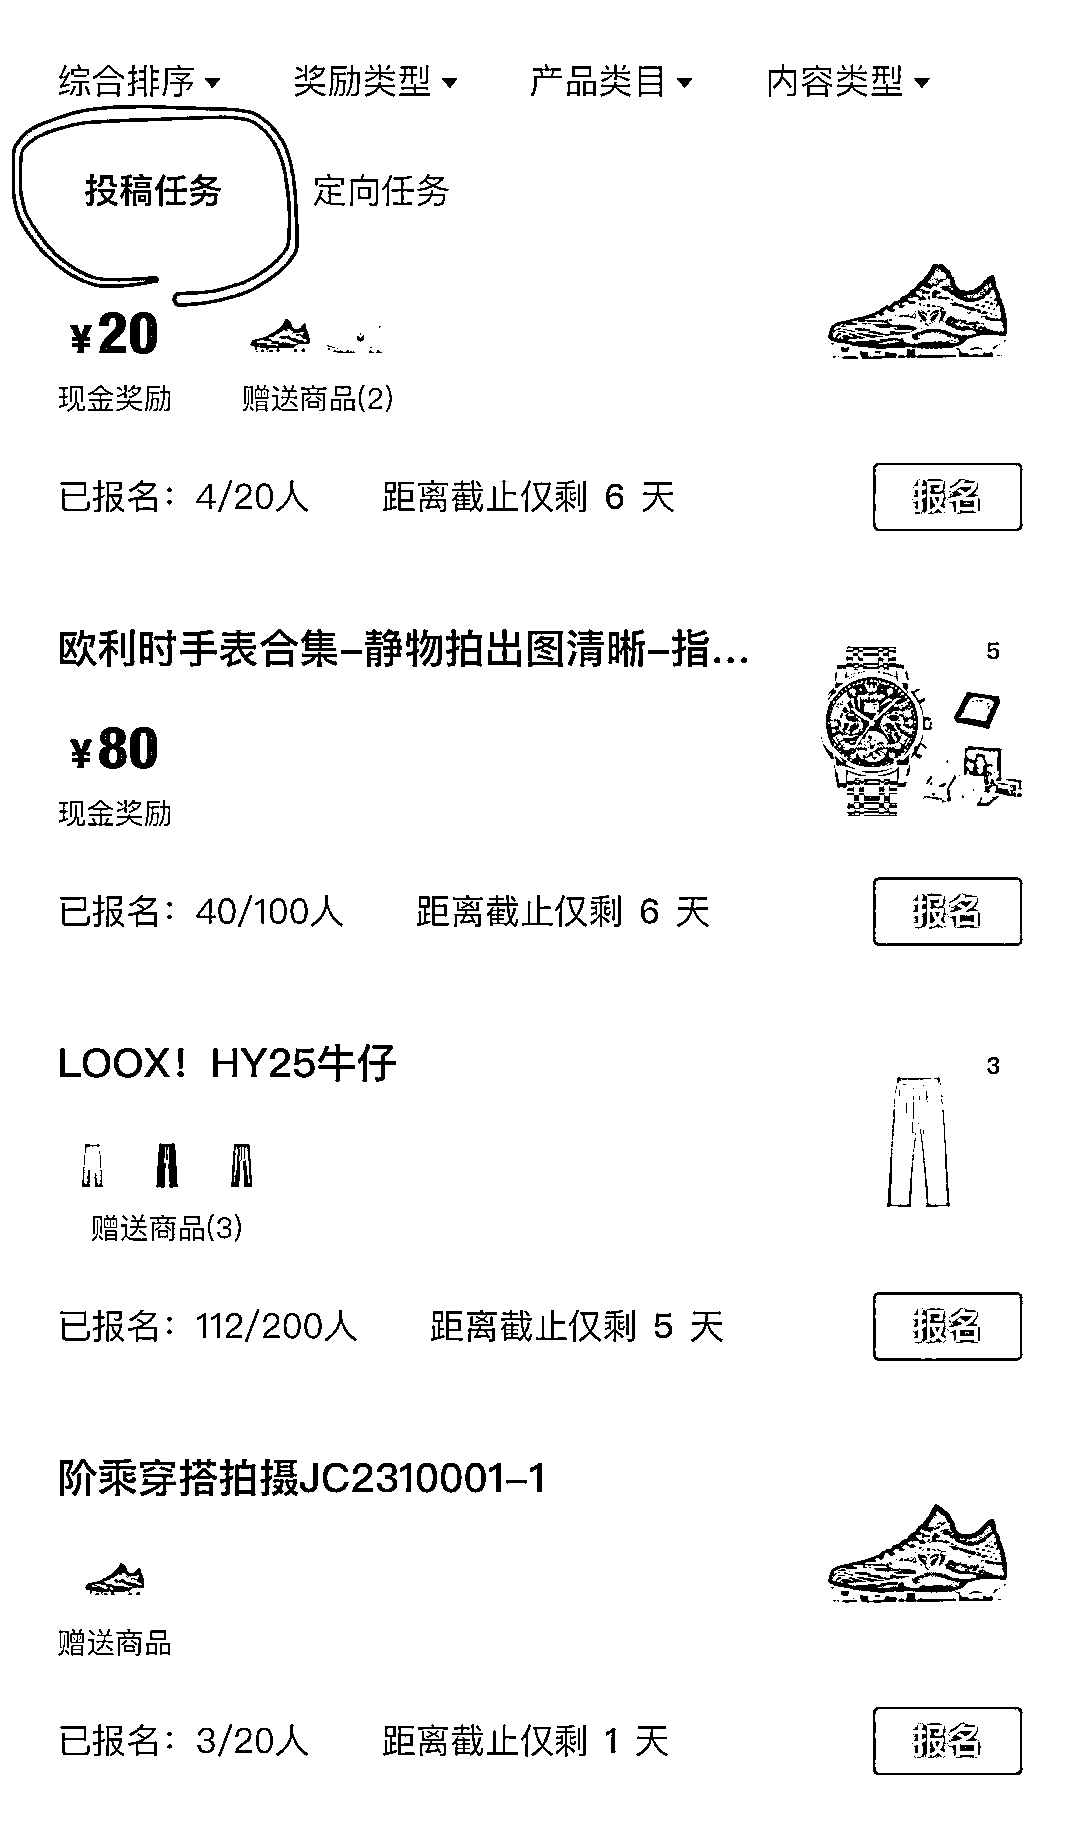 综合排序 奖励类型 产品类目 内容类型
投稿任务 定向任务
¥20
现金奖励 赠送商品(2)
已报名：4/20人 距离截止仅剩 6 天 报名
欧利时手表合集-静物拍出图清晰-指...
5
¥80
现金奖励
已报名：40/100人 距离截止仅剩 6 天 报名
LOOX！HY25牛仔
3
赠送商品(3)
已报名：112/200人 距离截止仅剩 5 天 报名
阶乘穿搭拍摄JC2310001-1
赠送商品
已报名：3/20人 距离截止仅剩 1 天 报名